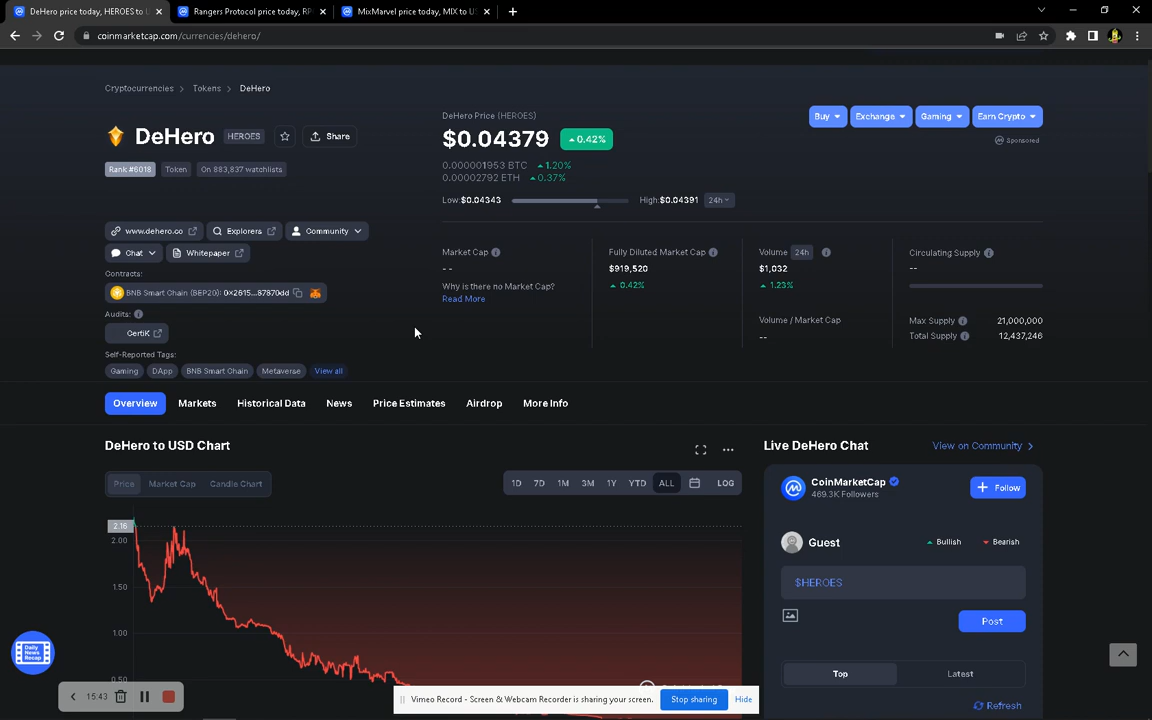 DeHero price today, HEROES to U
Rangers Protocol price today, RP
MixMarvel price today, MIX to US
coinmarketcap.com/currencies/dehero/
Cryptocurrencies > Tokens > DeHero
DeHero HEROES Share
Rank #6018 Token On 883,837 watchlists
www.dehero.co Explorers Community
Chat Whitepaper
Contracts:
BNB Smart Chain (BEP20): 0x2615...87870dd
Audits:
CertiK
Self-Reported Tags:
Gaming DApp BNB Smart Chain Metaverse View all
DeHero Price (HEROES)
$0.04379 0.42%
0.000001953 BTC 1.20%
0.00002792 ETH 0.37%
Low: $0.04343 High: $0.04391 24h
Buy Exchange Gaming Earn Crypto
Sponsored
Market Cap
- -
Why is there no Market Cap?
Read More
Fully Diluted Market Cap
$919,520
0.42%
Volume 24h
$1,032
1.23%
Volume / Market Cap
--
Circulating Supply
--
Max Supply 21,000,000
Total Supply 12,437,246
Overview Markets Historical Data News Price Estimates Airdrop More Info
DeHero to USD Chart
Price Market Cap Candle Chart
1D 7D 1M 3M 1Y YTD ALL LOG
2.16
2.00
1.50
1.00
0.50
Live DeHero Chat View on Community >
CoinMarketCap
469.3K Followers
+ Follow
Guest Bullish Bearish
$HEROES
Post
Top Latest
Refresh
Daily
News
Recap
15:43
Vimeo Record - Screen & Webcam Recorder is sharing your screen. Stop sharing Hide